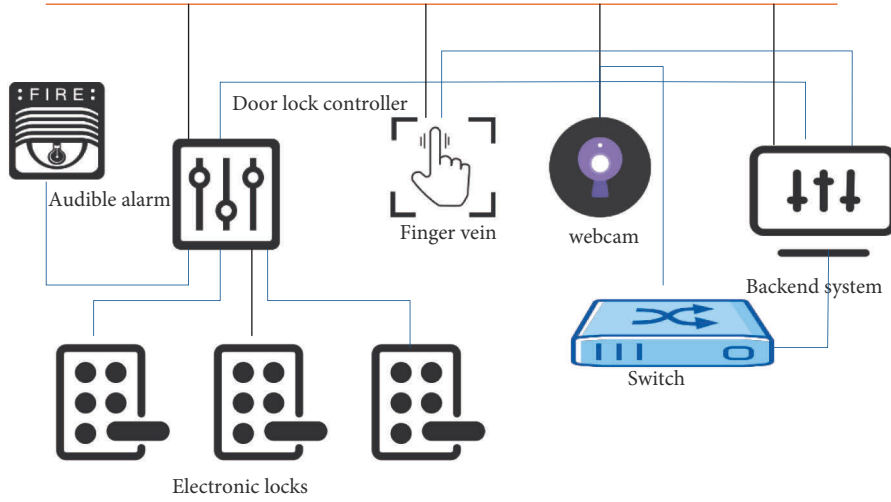 :FIRE:
Door lock controller
Audible alarm
Finger vein
webcam
Backend system
Switch
Electronic locks